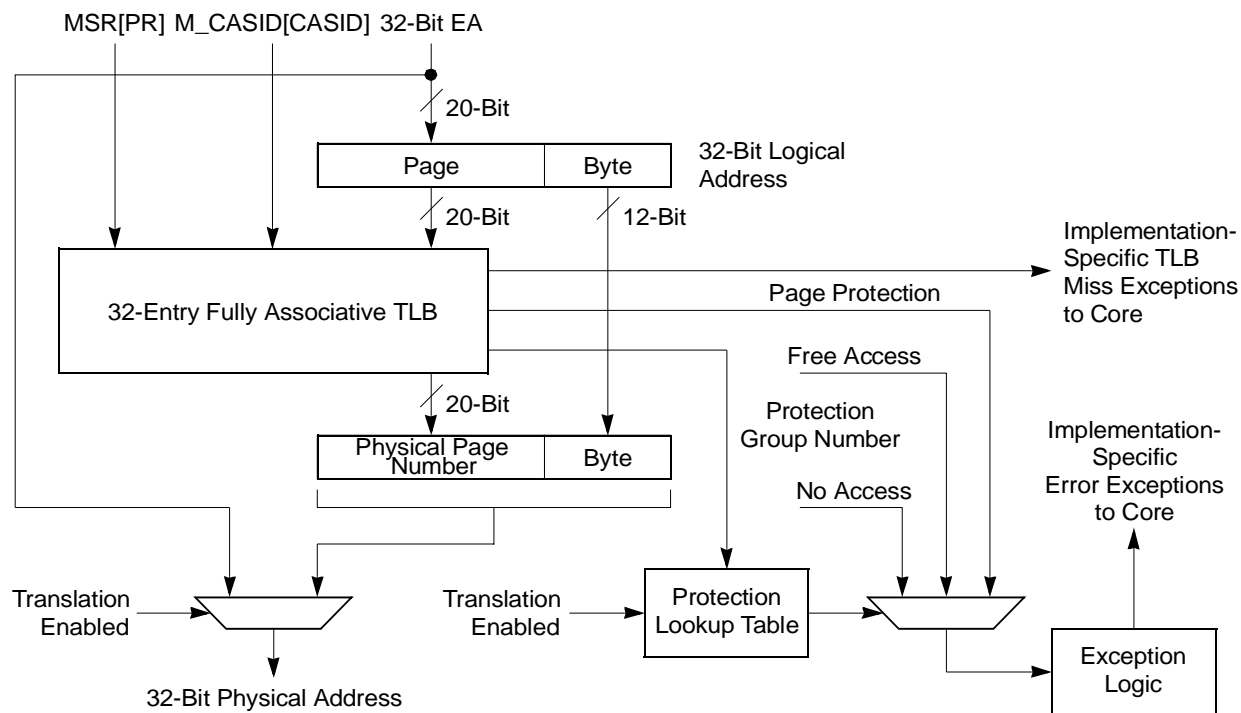 MSR[PR] M_CASID[CASID] 32-Bit EA
20-Bit
Page
Byte
32-Bit Logical
Address
20-Bit
12-Bit
32-Entry Fully Associative TLB
Implementation-
Specific TLB
Miss Exceptions
to Core
Page Protection
Free Access
20-Bit
Protection
Group Number
Physical Page
Number
Byte
No Access
Implementation-
Specific
Error Exceptions
to Core
Translation
Enabled
32-Bit Physical Address
Translation
Enabled
Protection
Lookup Table
Exception
Logic